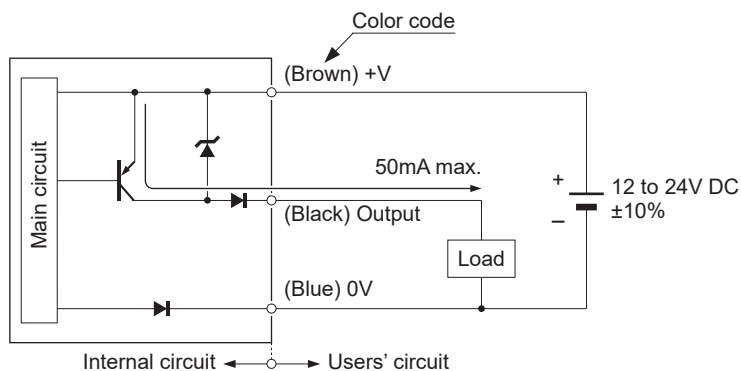 Color code
(Brown) +V
Main circuit
50mA max.
+
12 to 24V DC
–
±10%
(Black) Output
Load
(Blue) 0V
Internal circuit
Users’ circuit